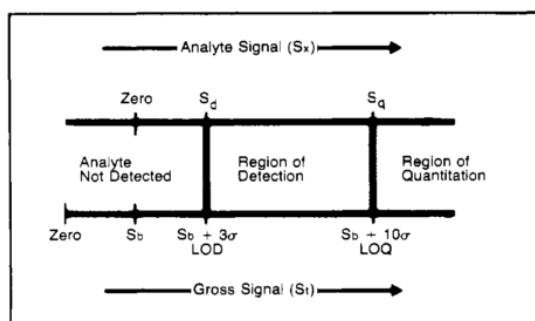 Analyte Signal (Sx)
Zero Sd Sq
Analyte
Not Detected
Region of
Detection
Region of
Quantitation
Zero Sb Sb + 3σ Sb + 10σ
LOD LOQ
Gross Signal (St)